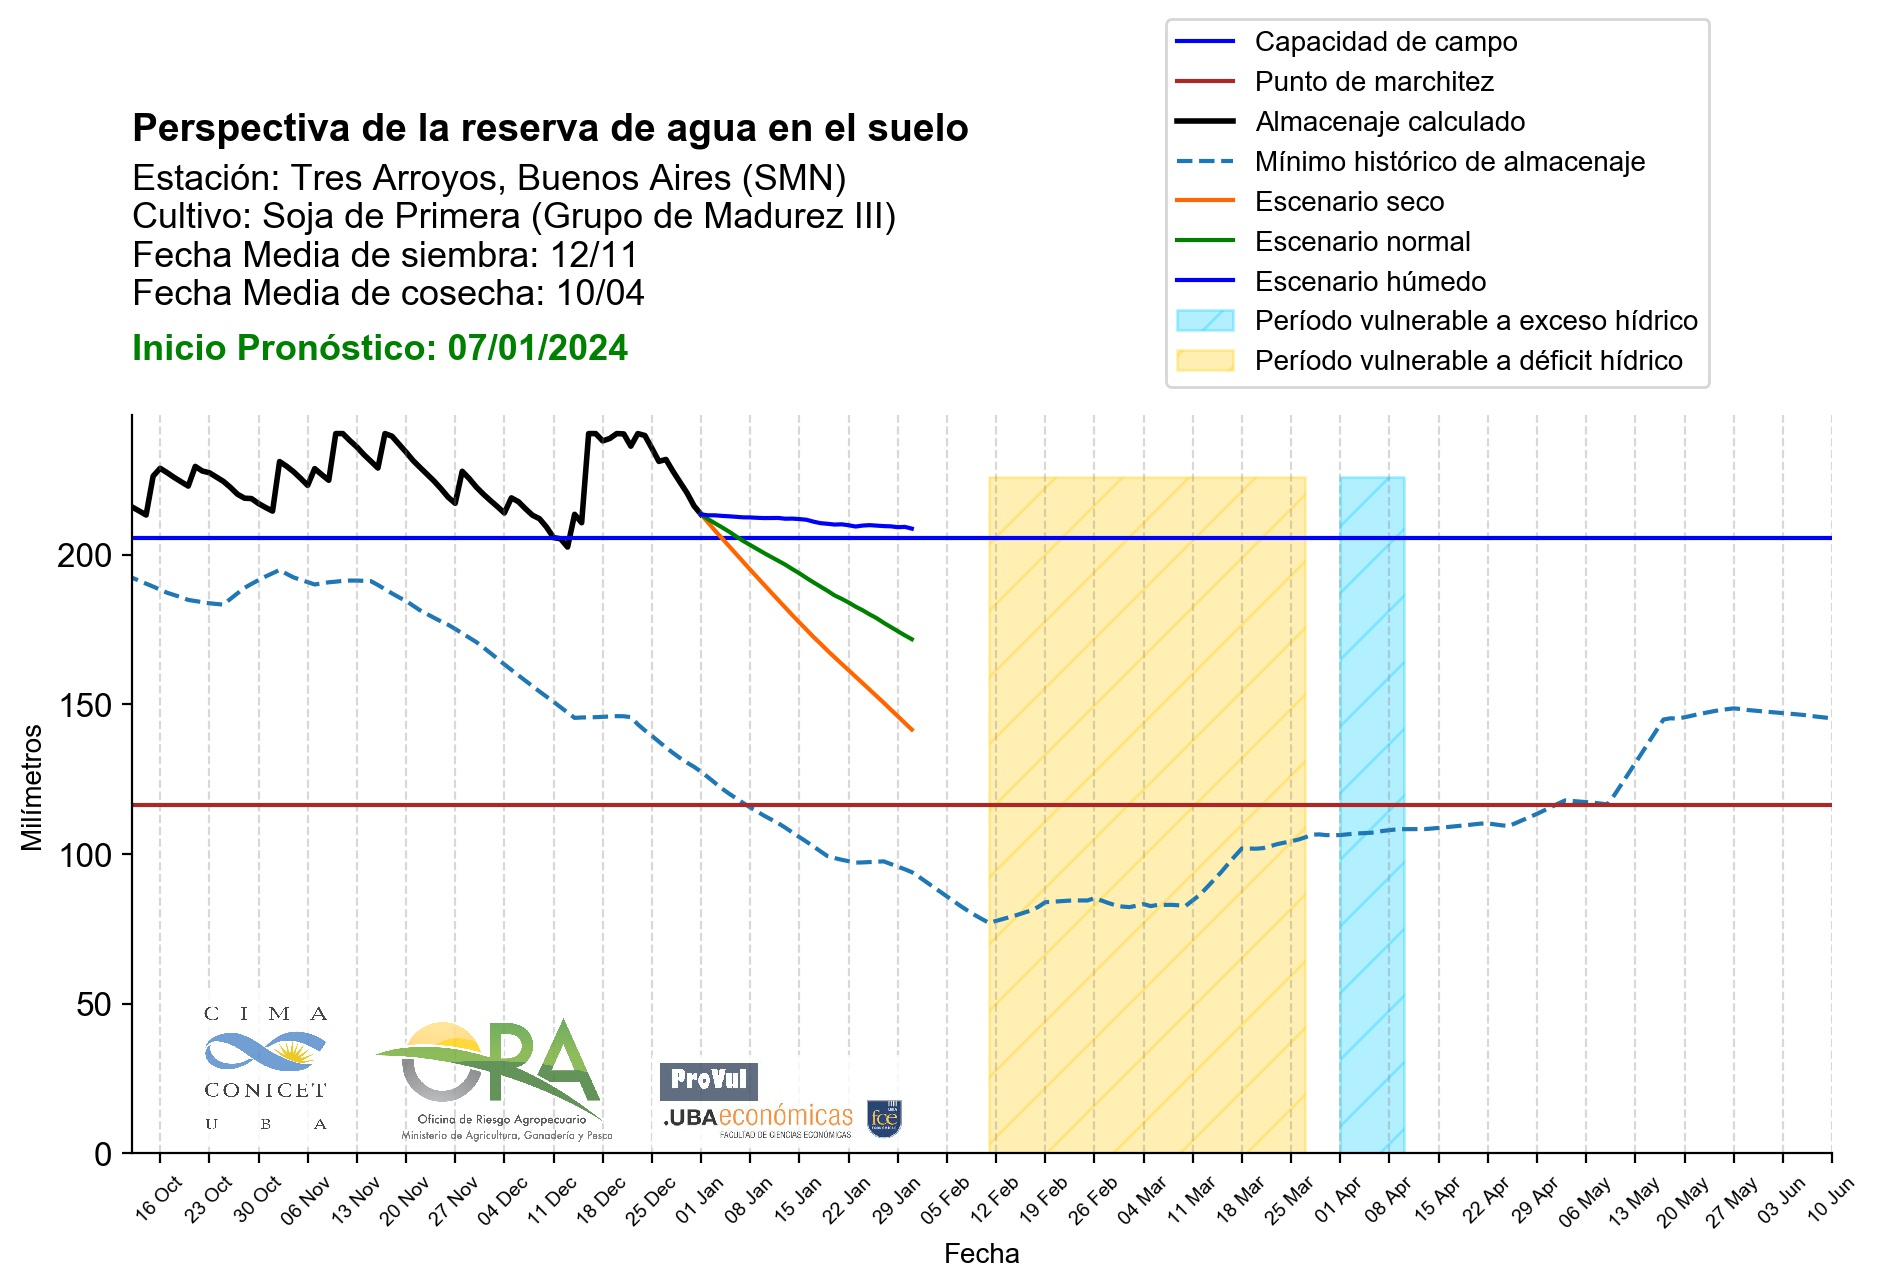 Capacidad de campo
Punto de marchitez
Almacenaje calculado
Mínimo histórico de almacenaje
Escenario seco
Escenario normal
Escenario húmedo
Período vulnerable a exceso hídrico
Período vulnerable a déficit hídrico
Perspectiva de la reserva de agua en el suelo
Estación: Tres Arroyos, Buenos Aires (SMN)
Cultivo: Soja de Primera (Grupo de Madurez III)
Fecha Media de siembra: 12/11
Fecha Media de cosecha: 10/04
Inicio Pronóstico: 07/01/2024
Milímetros
200
150
100
50
0
C I M A
CONICET
U B A
ORA
Oficina de Riesgo Agropecuario
Ministerio de Agricultura, Ganadería y Pesca
ProVul
.UBAeconómicas
FACULTAD DE CIENCIAS ECONÓMICAS
fce
16 Oct
23 Oct
30 Oct
06 Nov
13 Nov
20 Nov
27 Nov
04 Dec
11 Dec
18 Dec
25 Dec
01 Jan
08 Jan
15 Jan
22 Jan
29 Jan
05 Feb
12 Feb
19 Feb
26 Feb
04 Mar
11 Mar
18 Mar
25 Mar
01 Apr
08 Apr
15 Apr
22 Apr
29 Apr
06 May
13 May
20 May
27 May
03 Jun
10 Jun
Fecha